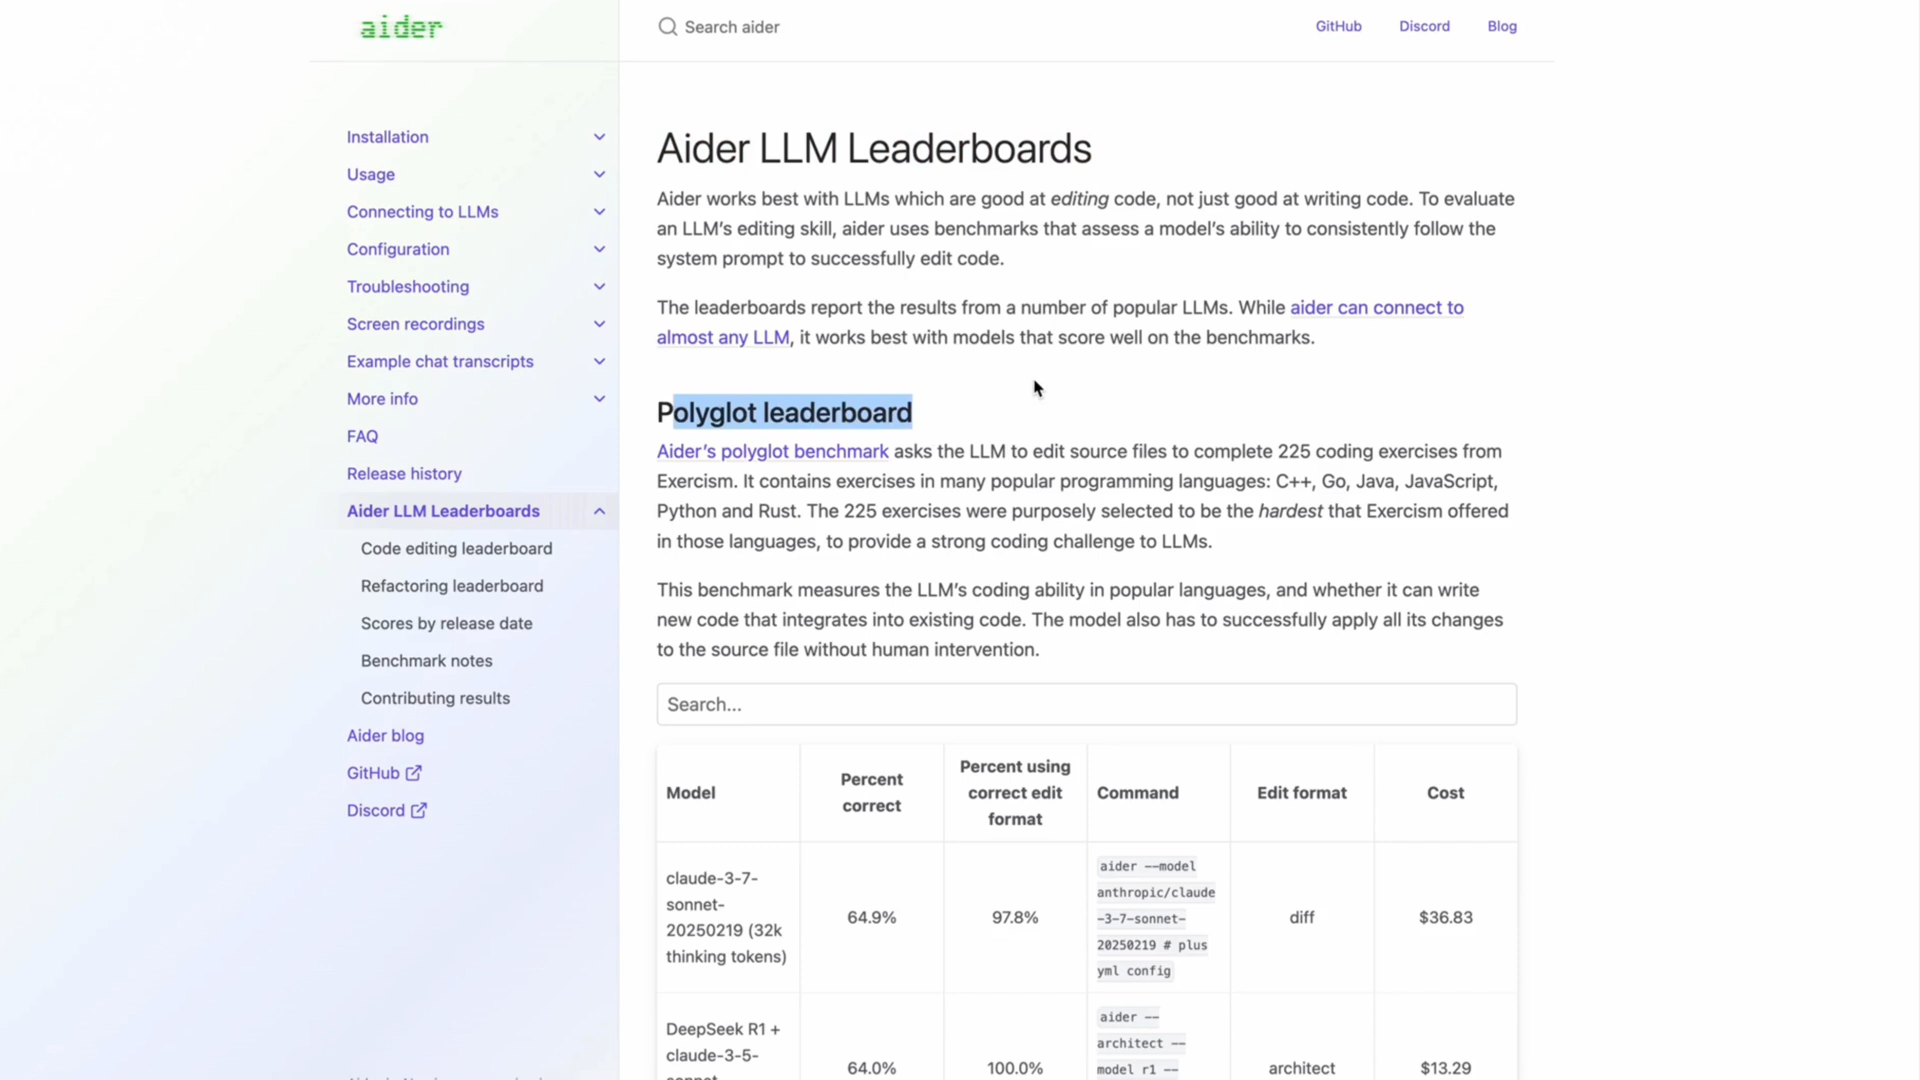 aider
Search aider
GitHub
Discord
Blog
Installation
Usage
Connecting to LLMs
Configuration
Troubleshooting
Screen recordings
Example chat transcripts
More info
FAQ
Release history
Aider LLM Leaderboards
Code editing leaderboard
Refactoring leaderboard
Scores by release date
Benchmark notes
Contributing results
Aider blog
GitHub
Discord
Aider LLM Leaderboards
Aider works best with LLMs which are good at editing code, not just good at writing code. To evaluate
an LLM’s editing skill, aider uses benchmarks that assess a model’s ability to consistently follow the
system prompt to successfully edit code.
The leaderboards report the results from a number of popular LLMs. While aider can connect to
almost any LLM, it works best with models that score well on the benchmarks.
Polyglot leaderboard
Aider’s polyglot benchmark asks the LLM to edit source files to complete 225 coding exercises from
Exercism. It contains exercises in many popular programming languages: C++, Go, Java, JavaScript,
Python and Rust. The 225 exercises were purposely selected to be the hardest that Exercism offered
in those languages, to provide a strong coding challenge to LLMs.
This benchmark measures the LLM’s coding ability in popular languages, and whether it can write
new code that integrates into existing code. The model also has to successfully apply all its changes
to the source file without human intervention.
Search...
Model
Percent
correct
Percent using
correct edit
format
Command
Edit format
Cost
claude-3-7-
sonnet-
20250219 (32k
thinking tokens)
64.9%
97.8%
aider --model
anthropic/claude
-3-7-sonnet-
20250219 # plus
yml config
diff
$36.83
DeepSeek R1 +
claude-3-5-
64.0%
100.0%
aider --
architect --
model r1 --
architect
$13.29